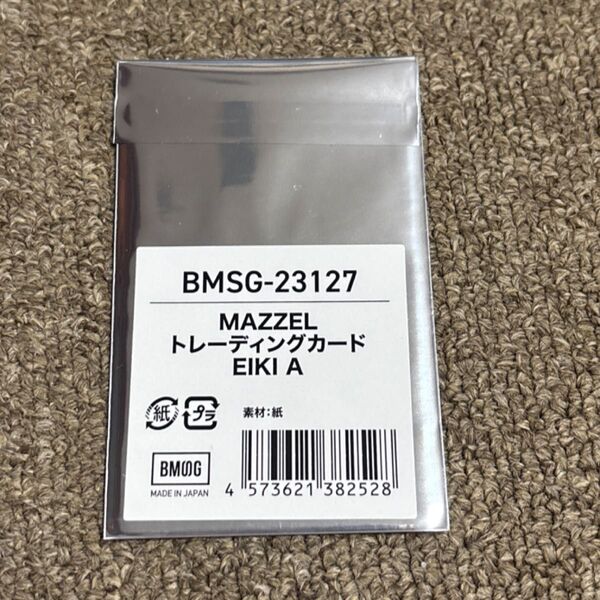 BMSG-23127
MAZZEL
トレーディングカード
EIKI A
紙 プラ 素材:紙
BMSG
MADE IN JAPAN
4 573621 382528